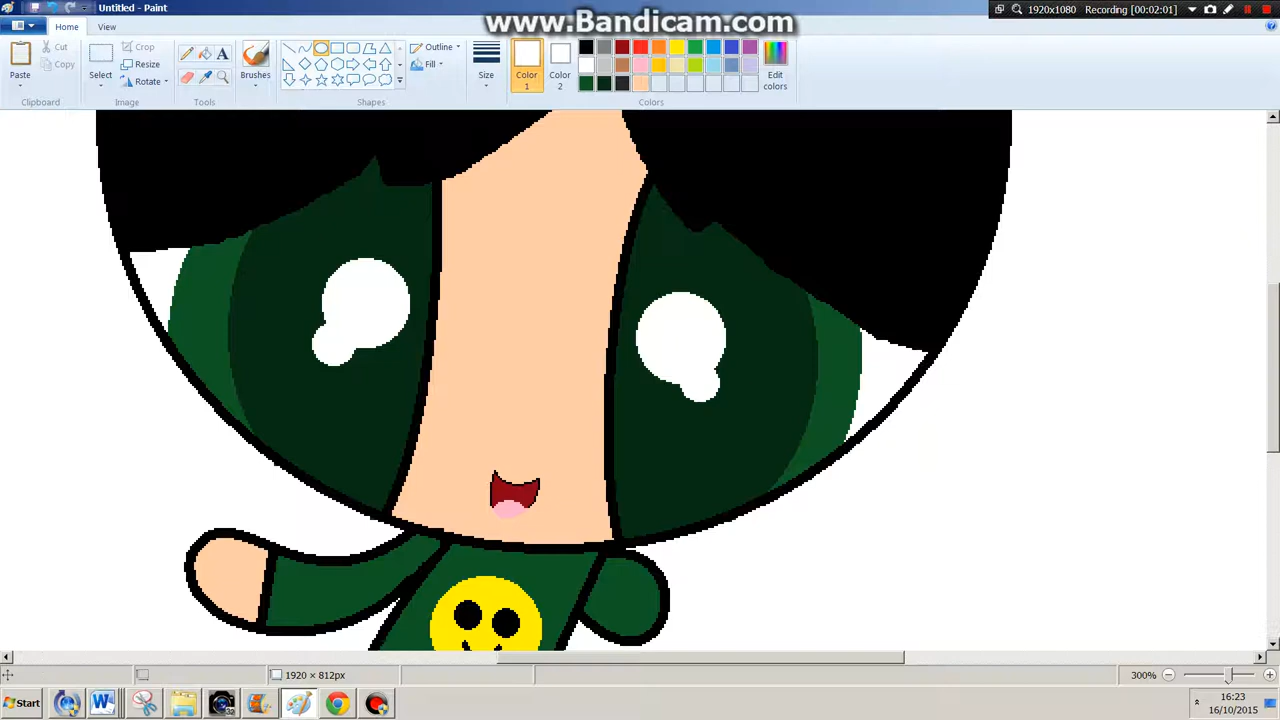 Untitled - Paint
www.Bandicam.com
1920x1080 Recording [00:02:01]
Home View
Paste
Cut
Copy
Clipboard
Select
Crop
Resize
Rotate
Image
Tools
Brushes
Shapes
Outline
Fill
Size
Color 1
Color 2
Edit colors
Colors
1920 × 812px
300%
Start
32
16:23
16/10/2015